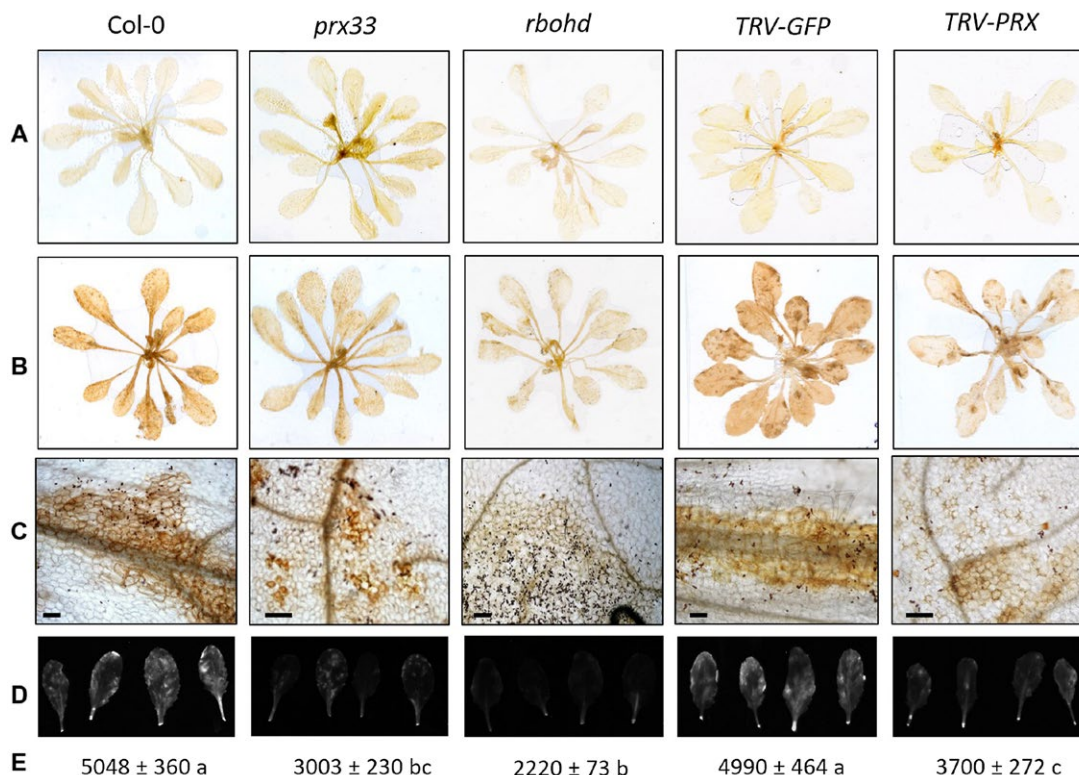 Col-0 prx33 rbohd TRV-GFP TRV-PRX
A
B
C
D
E 5048 ± 360 a 3003 ± 230 bc 2220 ± 73 b 4990 ± 464 a 3700 ± 272 c